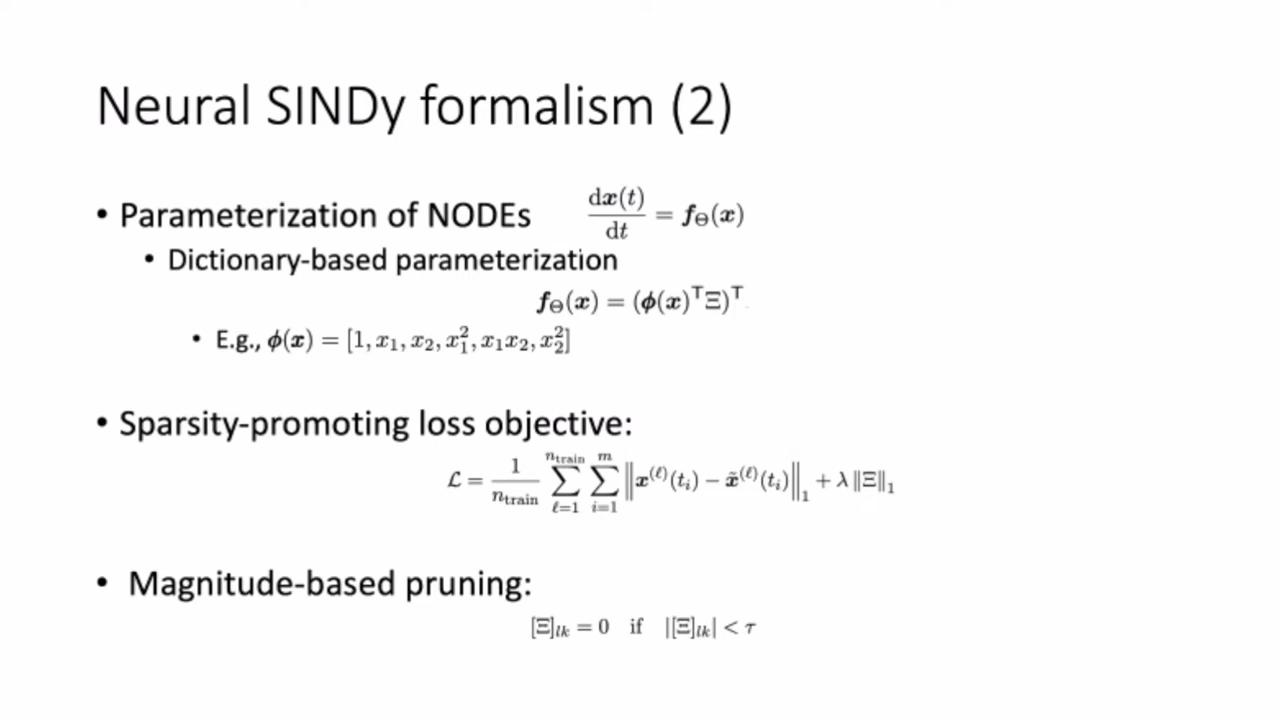 Neural SINDy formalism (2)
• Parameterization of NODEs d𝒙(t)/dt = 𝒇_Θ(𝒙)
• Dictionary-based parameterization
𝒇_Θ(𝒙) = (𝝓(𝒙)^T Ξ)^T
• E.g., 𝝓(𝒙) = [1, x_1, x_2, x_1^2, x_1x_2, x_2^2]
• Sparsity-promoting loss objective:
ℒ = 1/n_train ∑_{ℓ=1}^{n_train} ∑_{i=1}^{m} ‖𝒙^(ℓ)(t_i) − 𝒙̃^(ℓ)(t_i)‖_1 + λ ‖Ξ‖_1
• Magnitude-based pruning:
[Ξ]_lk = 0 if |[Ξ]_lk| < τ